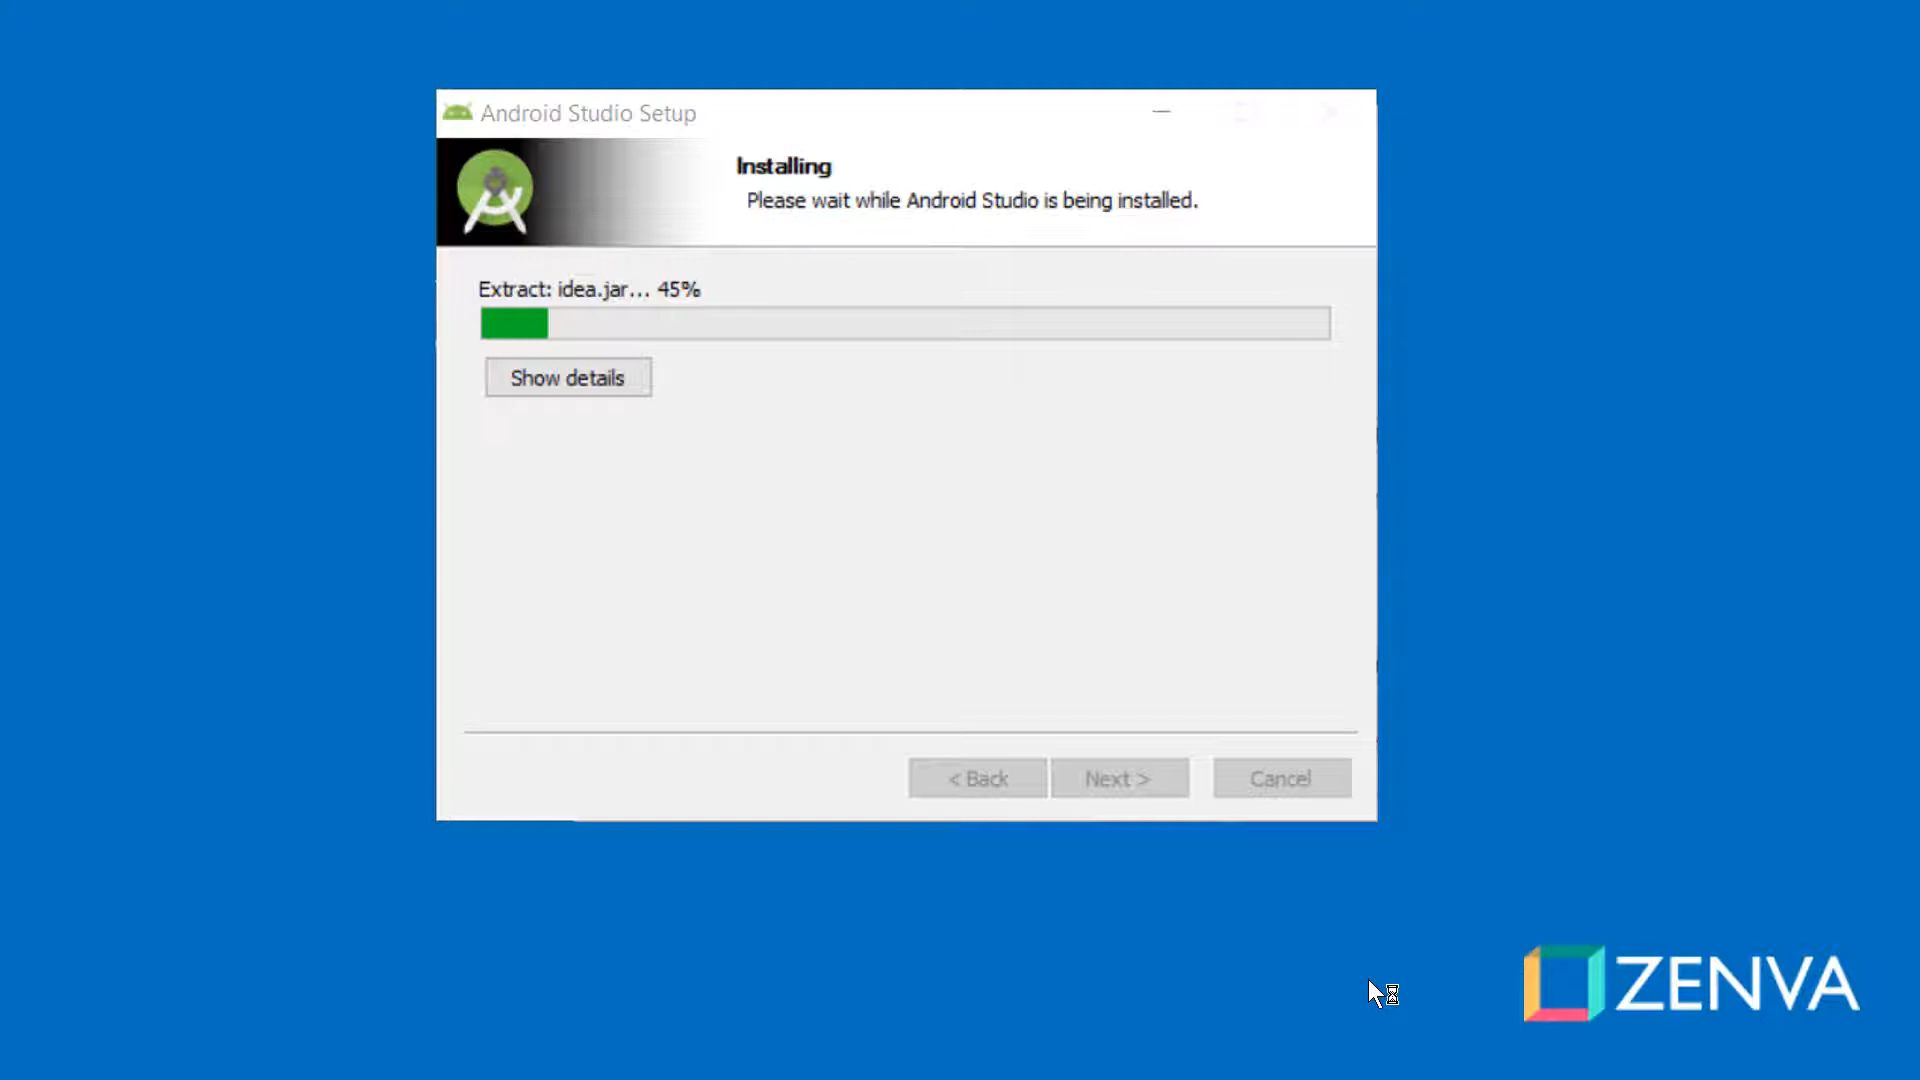 Android Studio Setup
Installing
Please wait while Android Studio is being installed.
Extract: idea.jar... 45%
Show details
< Back
Next >
Cancel
ZENVA